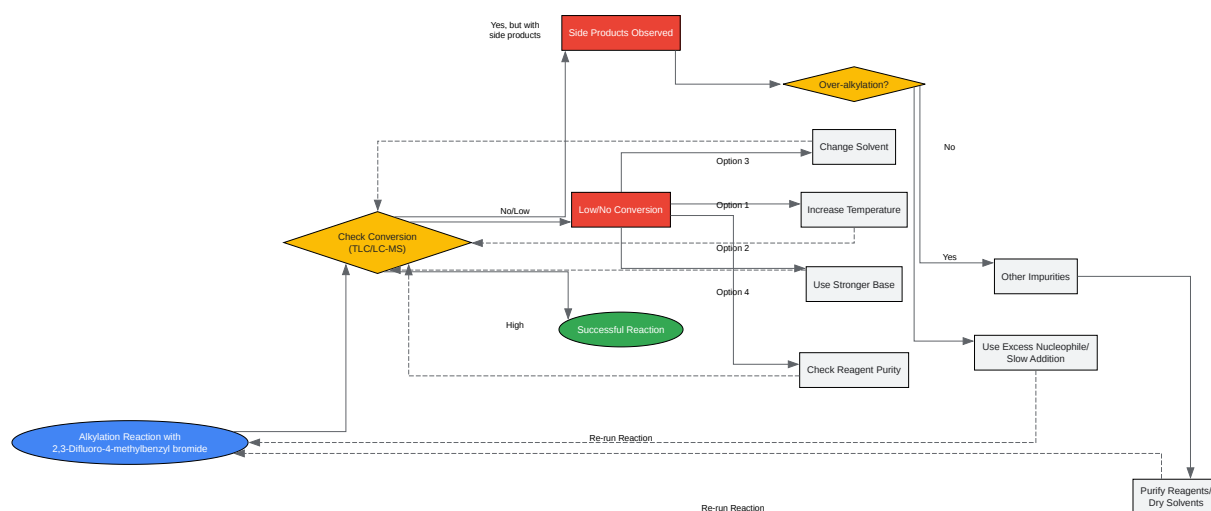 Yes, but with
side products
Side Products Observed
Over-alkylation?
Change Solvent
No
Option 3
Low/No Conversion
Option 1
Increase Temperature
No/Low
Check Conversion
(TLC/LC-MS)
Option 2
Yes
Other Impurities
Use Stronger Base
Option 4
High
Successful Reaction
Use Excess Nucleophile/
Slow Addition
Check Reagent Purity
Alkylation Reaction with
2,3-Difluoro-4-methylbenzyl bromide
Re-run Reaction
Purify Reagents/
Dry Solvents
Re-run Reaction